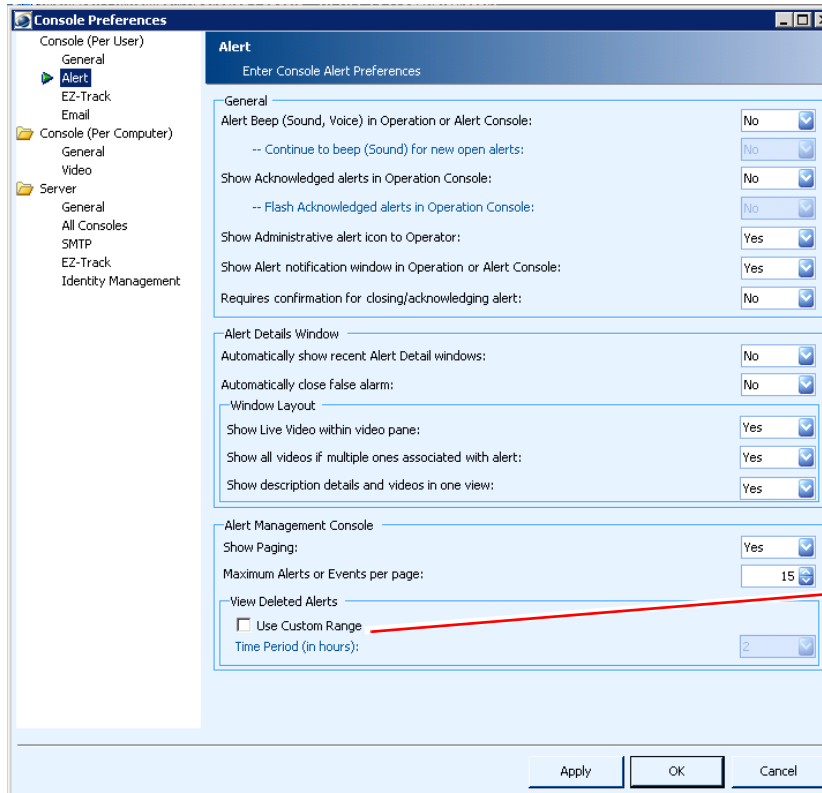 Console Preferences
Console (Per User)
General
Alert
EZ-Track
Email
Console (Per Computer)
General
Video
Server
General
All Consoles
SMTP
EZ-Track
Identity Management
Alert
Enter Console Alert Preferences
General
Alert Beep (Sound, Voice) in Operation or Alert Console: No
-- Continue to beep (Sound) for new open alerts: No
Show Acknowledged alerts in Operation Console: No
-- Flash Acknowledged alerts in Operation Console: No
Show Administrative alert icon to Operator: Yes
Show Alert notification window in Operation or Alert Console: Yes
Requires confirmation for closing/acknowledging alert: No
Alert Details Window
Automatically show recent Alert Detail windows: No
Automatically close false alarm: No
Window Layout
Show Live Video within video pane: Yes
Show all videos if multiple ones associated with alert: Yes
Show description details and videos in one view: Yes
Alert Management Console
Show Paging: Yes
Maximum Alerts or Events per page: 15
View Deleted Alerts
Use Custom Range
Time Period (in hours): 2
Apply OK Cancel